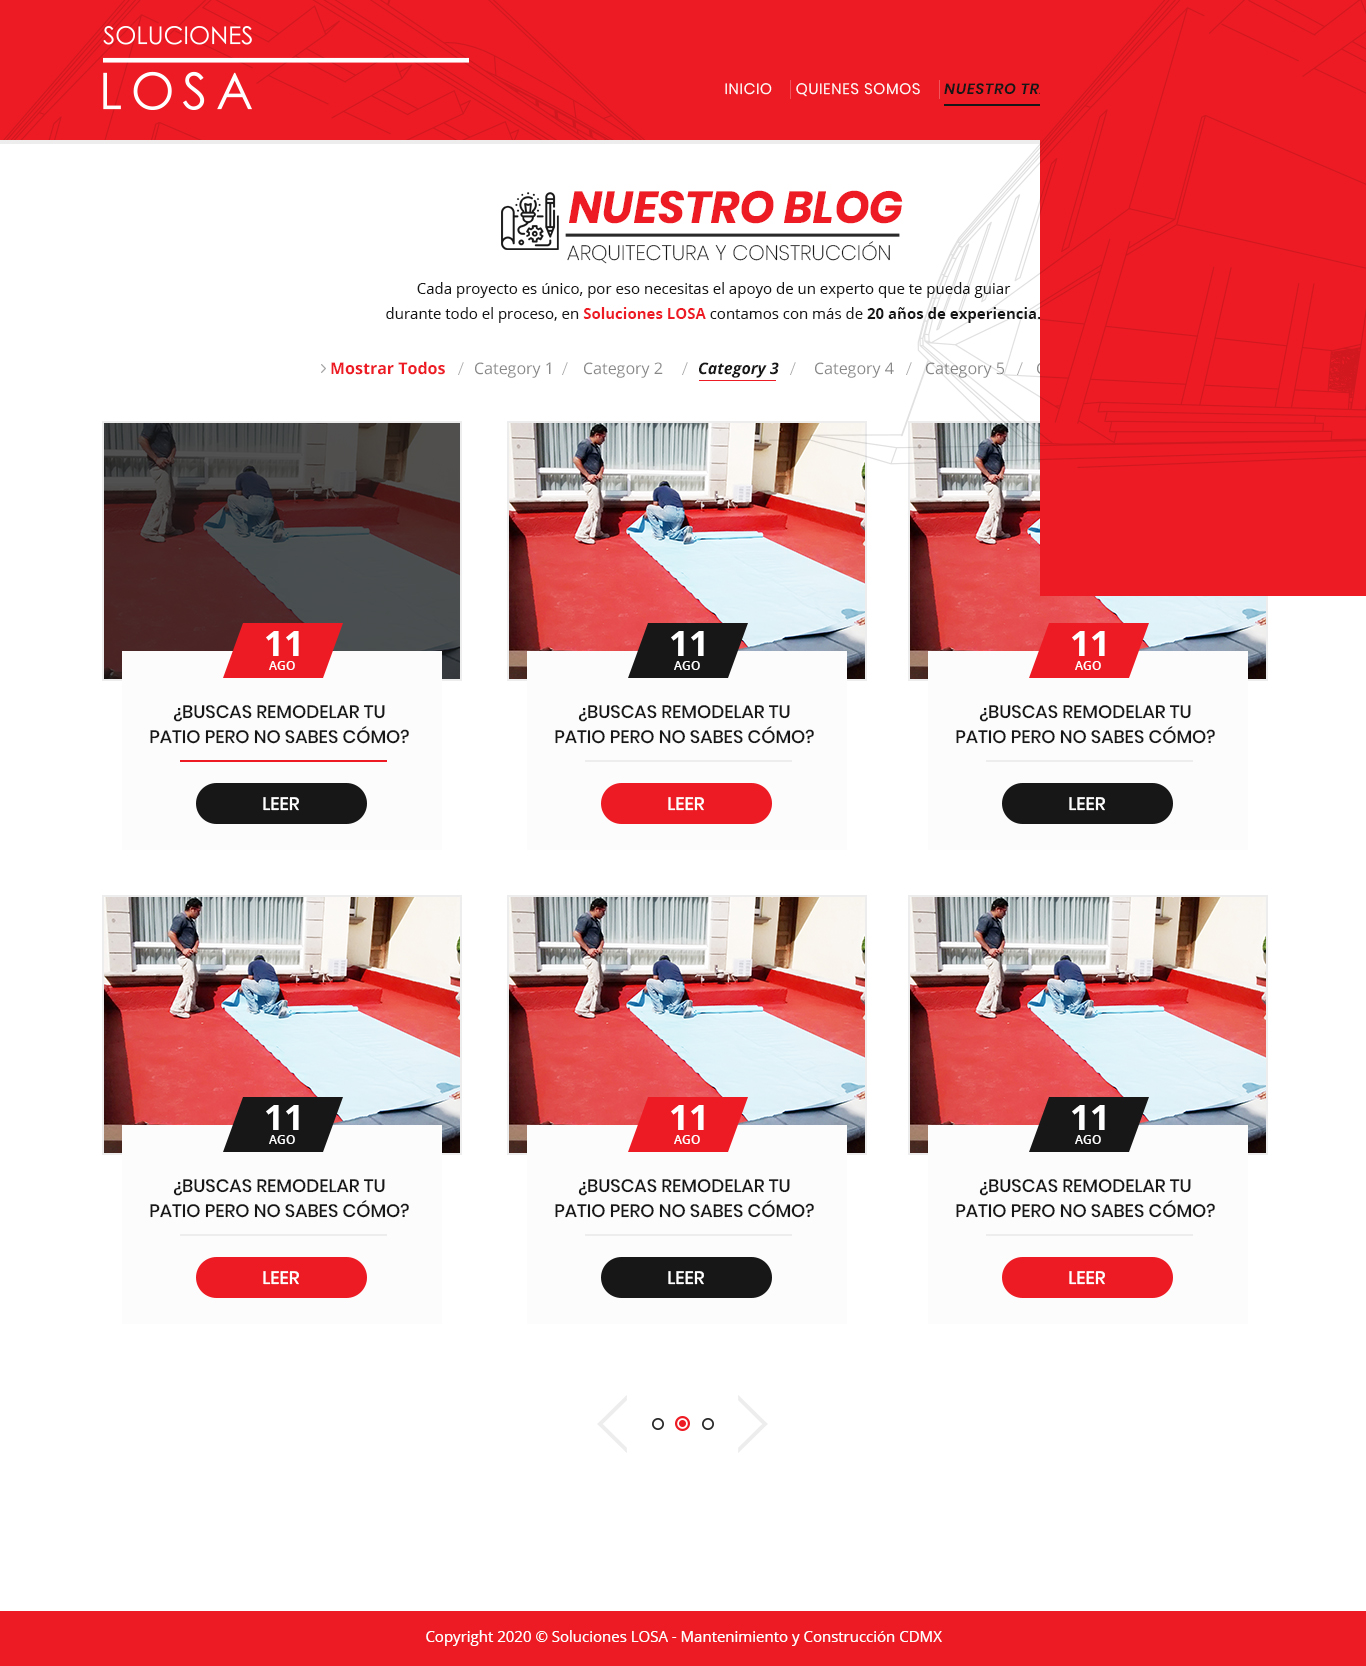 SOLUCIONES
LOSA
INICIO
QUIENES SOMOS
NUESTRO TR
NUESTRO BLOG
ARQUITECTURA Y CONSTRUCCIÓN
Cada proyecto es único, por eso necesitas el apoyo de un experto que te pueda guiar
durante todo el proceso, en Soluciones LOSA contamos con más de 20 años de experiencia.
> Mostrar Todos / Category 1 / Category 2 / Category 3 / Category 4 / Category 5 /
11
AGO
¿BUSCAS REMODELAR TU
PATIO PERO NO SABES CÓMO?
LEER
11
AGO
¿BUSCAS REMODELAR TU
PATIO PERO NO SABES CÓMO?
LEER
11
AGO
¿BUSCAS REMODELAR TU
PATIO PERO NO SABES CÓMO?
LEER
11
AGO
¿BUSCAS REMODELAR TU
PATIO PERO NO SABES CÓMO?
LEER
11
AGO
¿BUSCAS REMODELAR TU
PATIO PERO NO SABES CÓMO?
LEER
11
AGO
¿BUSCAS REMODELAR TU
PATIO PERO NO SABES CÓMO?
LEER
Copyright 2020 © Soluciones LOSA - Mantenimiento y Construcción CDMX